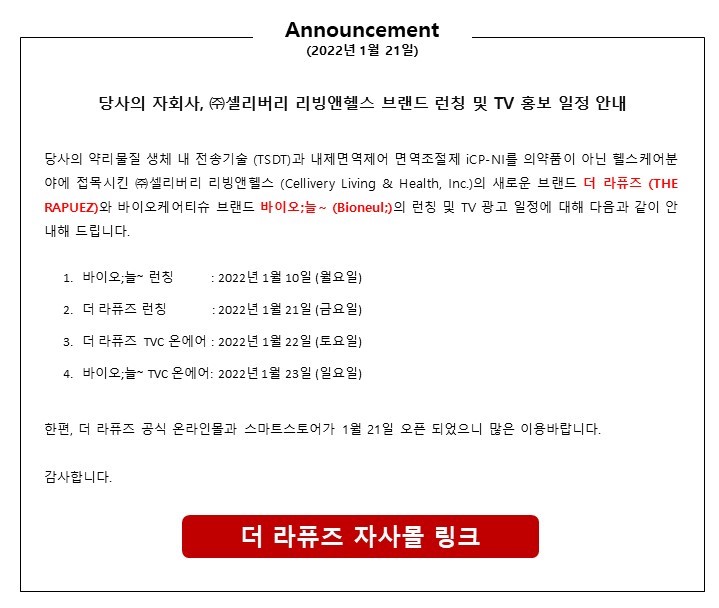 Announcement
(2022년 1월 21일)
당사의 자회사, ㈜셀리버리 리빙앤헬스 브랜드 런칭 및 TV 홍보 일정 안내
당사의 약리물질 생체 내 전송기술 (TSDT)과 내제면역제어 면역조절제 iCP-NI를 의약품이 아닌 헬스케어분
야에 접목시킨 ㈜셀리버리 리빙앤헬스 (Cellivery Living & Health, Inc.)의 새로운 브랜드 더 라퓨즈 (THE
RAPUEZ)와 바이오케어티슈 브랜드 바이오;늘~ (Bioneul;)의 런칭 및 TV 광고 일정에 대해 다음과 같이 안
내해 드립니다.
1. 바이오;늘~ 런칭 : 2022년 1월 10일 (월요일)
2. 더 라퓨즈 런칭 : 2022년 1월 21일 (금요일)
3. 더 라퓨즈 TVC 온에어 : 2022년 1월 22일 (토요일)
4. 바이오;늘~ TVC 온에어: 2022년 1월 23일 (일요일)
한편, 더 라퓨즈 공식 온라인몰과 스마트스토어가 1월 21일 오픈 되었으니 많은 이용바랍니다.
감사합니다.
더 라퓨즈 자사몰 링크